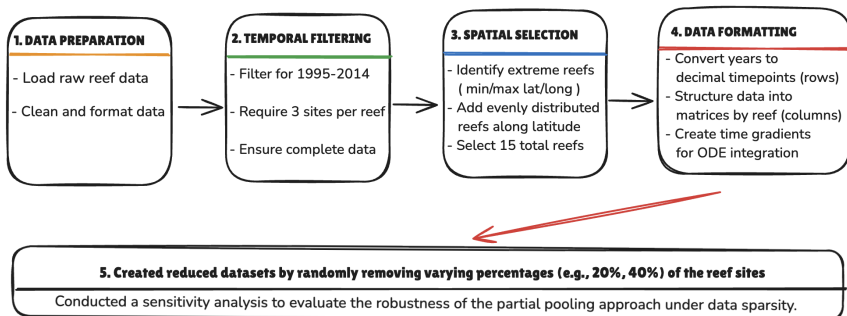 1. DATA PREPARATION
- Load raw reef data
- Clean and format data
2. TEMPORAL FILTERING
- Filter for 1995-2014
- Require 3 sites per reef
- Ensure complete data
3. SPATIAL SELECTION
- Identify extreme reefs
( min/max lat/long )
- Add evenly distributed
reefs along latitude
- Select 15 total reefs
4. DATA FORMATTING
- Convert years to
decimal timepoints (rows)
- Structure data into
matrices by reef (columns)
- Create time gradients
for ODE integration
5. Created reduced datasets by randomly removing varying percentages (e.g., 20%, 40%) of the reef sites
Conducted a sensitivity analysis to evaluate the robustness of the partial pooling approach under data sparsity.